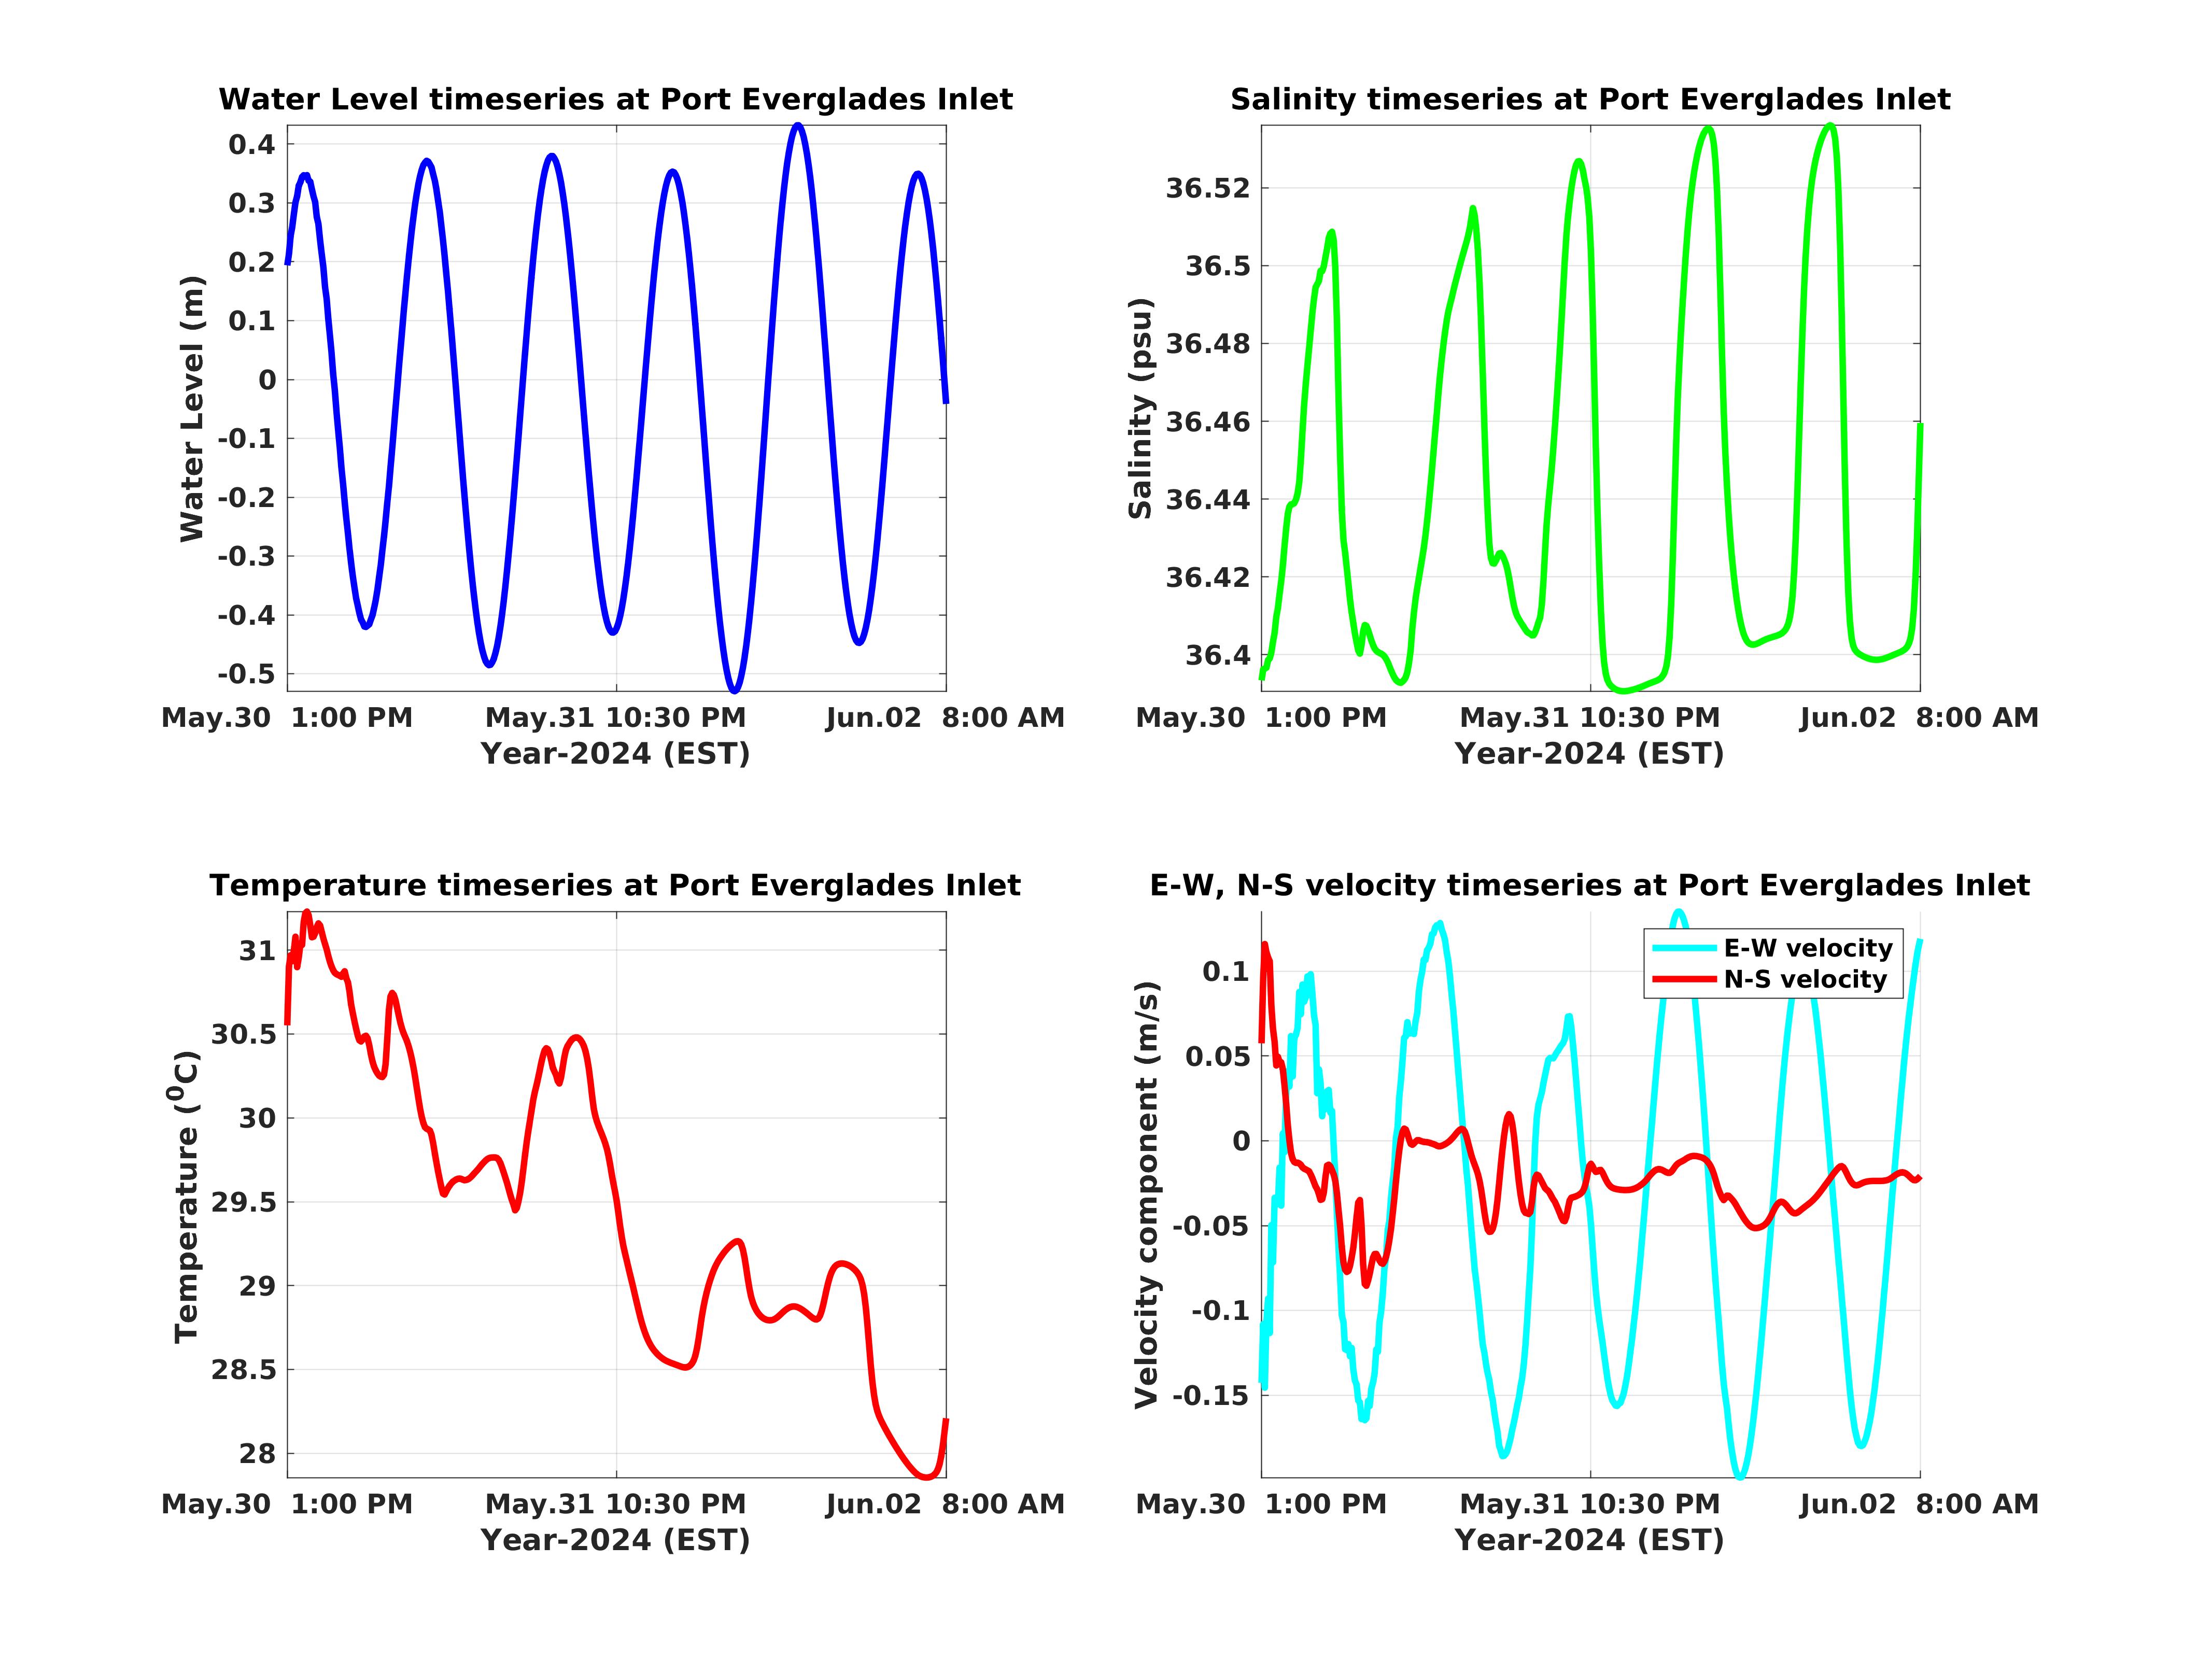 Water Level timeseries at Port Everglades Inlet
0.4
0.3
0.2
0.1
0
-0.1
-0.2
-0.3
-0.4
-0.5
Water Level (m)
May.30 1:00 PM
May.31 10:30 PM
Jun.02 8:00 AM
Year-2024 (EST)
Salinity timeseries at Port Everglades Inlet
36.52
36.5
36.48
36.46
36.44
36.42
36.4
Salinity (psu)
May.30 1:00 PM
May.31 10:30 PM
Jun.02 8:00 AM
Year-2024 (EST)
Temperature timeseries at Port Everglades Inlet
31
30.5
30
29.5
29
28.5
28
Temperature (⁰C)
May.30 1:00 PM
May.31 10:30 PM
Jun.02 8:00 AM
Year-2024 (EST)
E-W, N-S velocity timeseries at Port Everglades Inlet
E-W velocity
N-S velocity
0.1
0.05
0
-0.05
-0.1
-0.15
Velocity component (m/s)
May.30 1:00 PM
May.31 10:30 PM
Jun.02 8:00 AM
Year-2024 (EST)